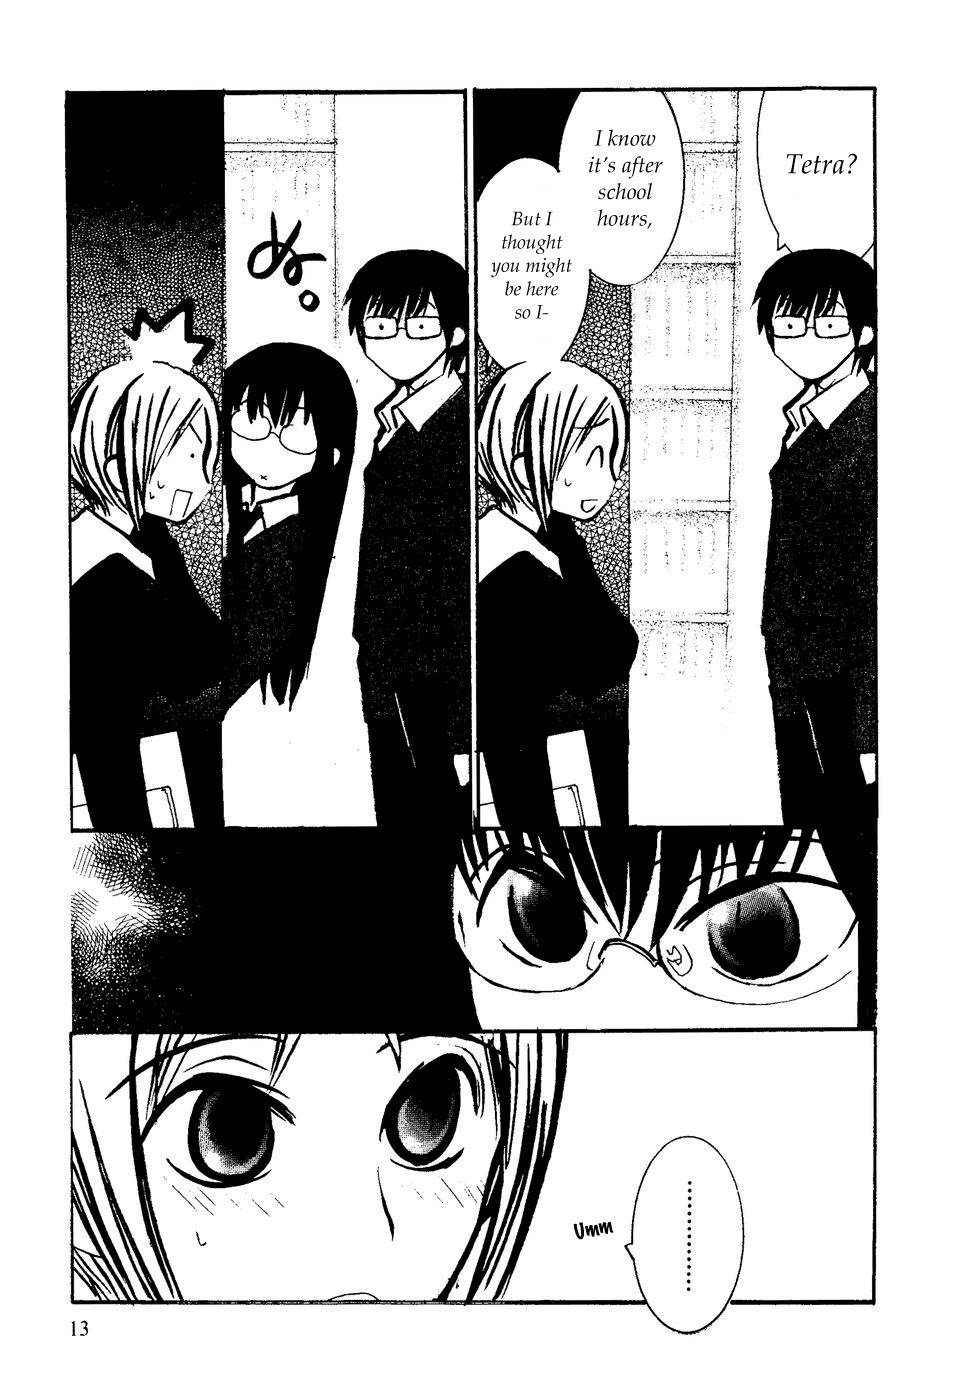 Tetra?
I know
it's after
school
hours,
But I
thought
you might
be here
so I-
ぬ。
Umm
............
13